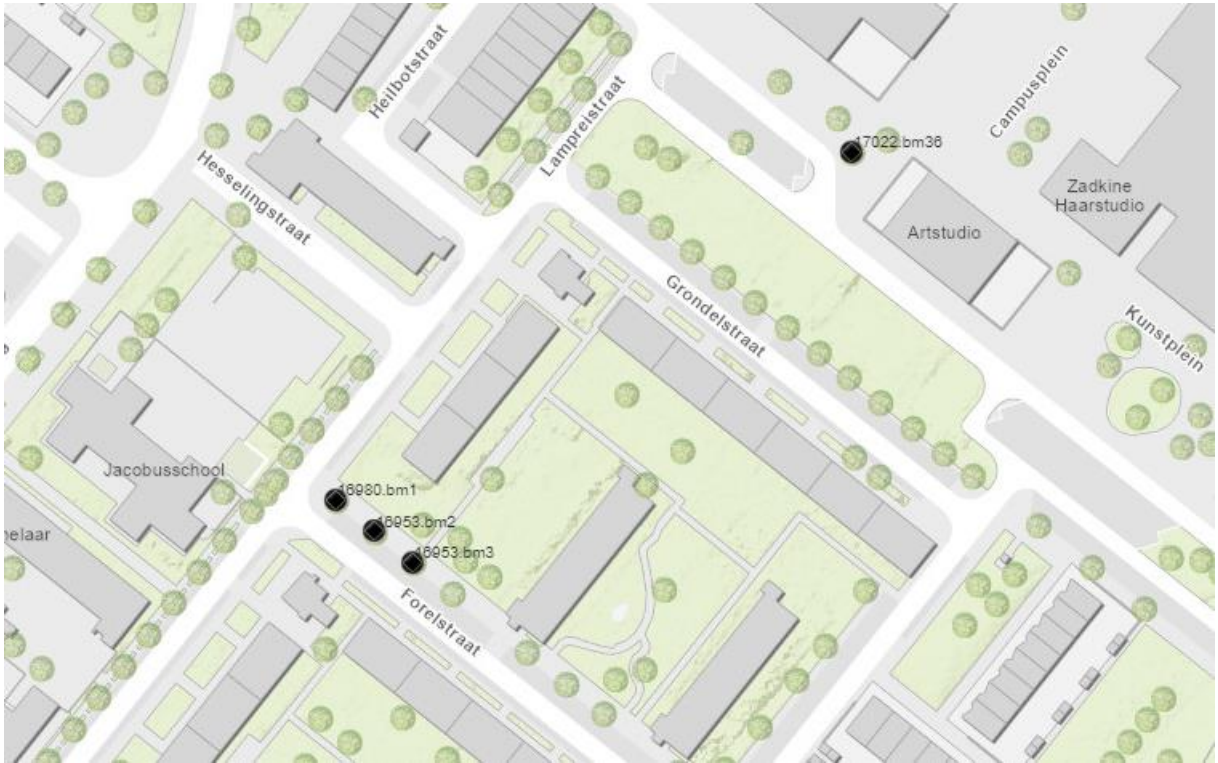 Heilbotstraat
Lampreistraat
Campusplein
17022.bm36
Hesselingstraat
Zadkine
Haarstudio
Artstudio
Grondelstraat
Kunstplein
Jacobusschool
16980.bm1
16953.bm2
16953.bm3
elaar
Forelstraat